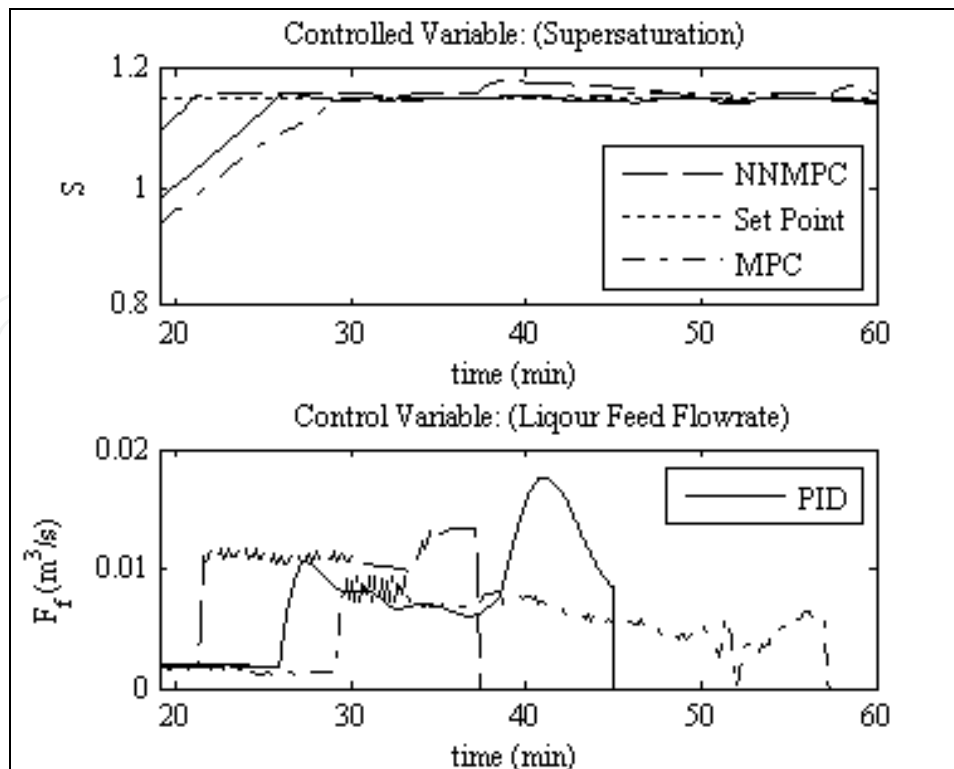 Controlled Variable: (Supersaturation)
1.2
1
0.8
S
NNMPC
Set Point
MPC
20 30 40 50 60
time (min)
Control Variable: (Liqour Feed Flowrate)
0.02
0.01
0
F_f (m^3/s)
PID
20 30 40 50 60
time (min)